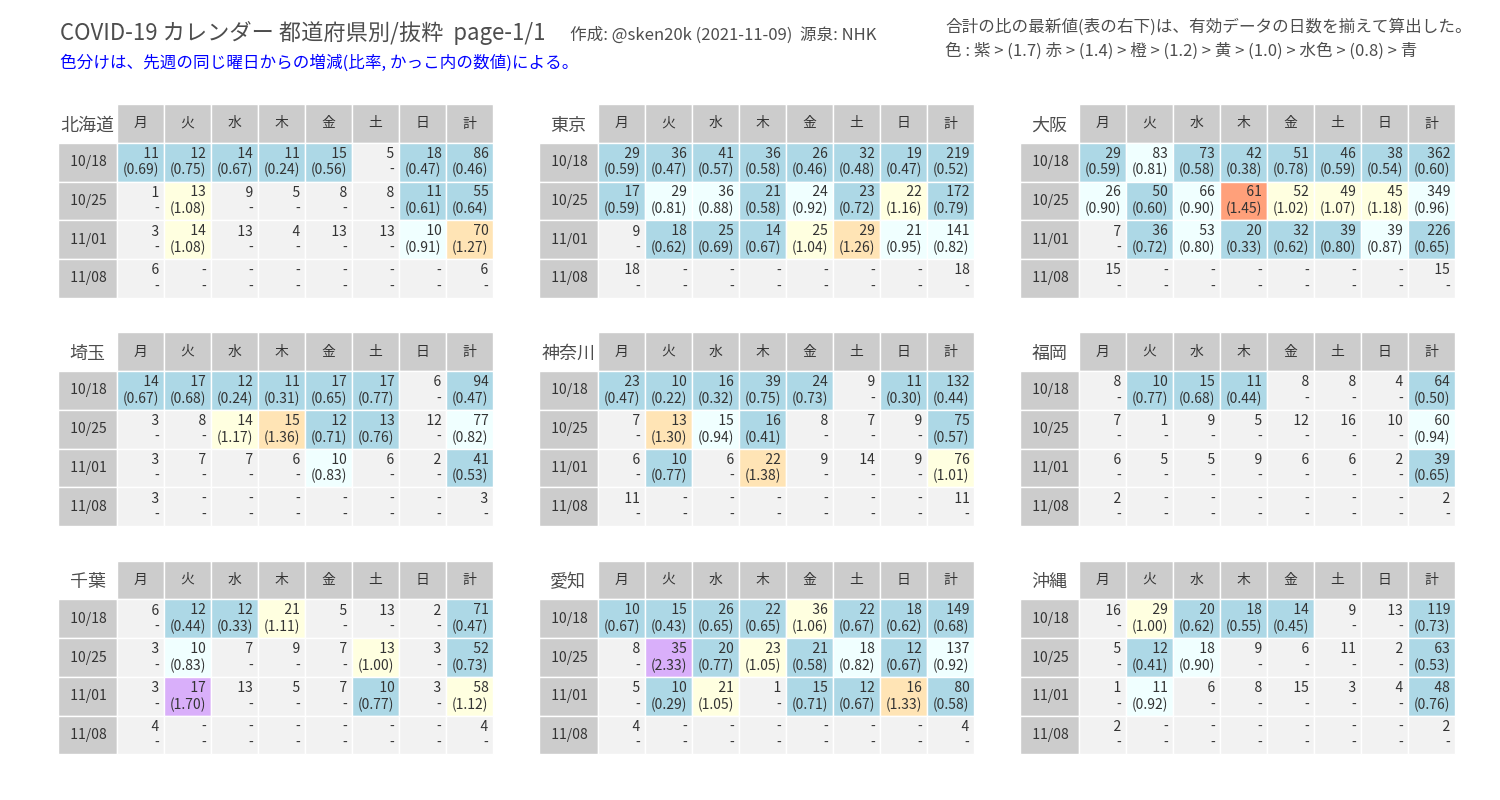 COVID-19 カレンダー 都道府県別/抜粋 page-1/1 作成: @sken20k (2021-11-09) 源泉: NHK
色分けは、先週の同じ曜日からの増減(比率, かっこ内の数値)による。
合計の比の最新値(表の右下)は、有効データの日数を揃えて算出した。
色 : 紫 > (1.7) 赤 > (1.4) > 橙 > (1.2) > 黄 > (1.0) > 水色 > (0.8) > 青
北海道 月 火 水 木 金 土 日 計
10/18 11 12 14 11 15 5 18 86
(0.69) (0.75) (0.67) (0.24) (0.56) - (0.47) (0.46)
10/25 1 13 9 5 8 8 11 55
- (1.08) - - - - (0.61) (0.64)
11/01 3 14 13 4 13 13 10 70
- (1.08) - - - - (0.91) (1.27)
11/08 6 - - - - - - 6
- - - - - - - -
東京 月 火 水 木 金 土 日 計
10/18 29 36 41 36 26 32 19 219
(0.59) (0.47) (0.57) (0.58) (0.46) (0.48) (0.47) (0.52)
10/25 17 29 36 21 24 23 22 172
(0.59) (0.81) (0.88) (0.58) (0.92) (0.72) (1.16) (0.79)
11/01 9 18 25 14 25 29 21 141
- (0.62) (0.69) (0.67) (1.04) (1.26) (0.95) (0.82)
11/08 18 - - - - - - 18
- - - - - - - -
大阪 月 火 水 木 金 土 日 計
10/18 29 83 73 42 51 46 38 362
(0.59) (0.81) (0.58) (0.38) (0.78) (0.59) (0.54) (0.60)
10/25 26 50 66 61 52 49 45 349
(0.90) (0.60) (0.90) (1.45) (1.02) (1.07) (1.18) (0.96)
11/01 7 36 53 20 32 39 39 226
- (0.72) (0.80) (0.33) (0.62) (0.80) (0.87) (0.65)
11/08 15 - - - - - - 15
- - - - - - - -
埼玉 月 火 水 木 金 土 日 計
10/18 14 17 12 11 17 17 6 94
(0.67) (0.68) (0.24) (0.31) (0.65) (0.77) - (0.47)
10/25 3 8 14 15 12 13 12 77
- - (1.17) (1.36) (0.71) (0.76) - (0.82)
11/01 3 7 7 6 10 6 2 41
- - - - (0.83) - - (0.53)
11/08 3 - - - - - - 3
- - - - - - - -
神奈川 月 火 水 木 金 土 日 計
10/18 23 10 16 39 24 9 11 132
(0.47) (0.22) (0.32) (0.75) (0.73) - (0.30) (0.44)
10/25 7 13 15 16 8 7 9 75
- (1.30) (0.94) (0.41) - - - (0.57)
11/01 6 10 6 22 9 14 9 76
- (0.77) - (1.38) - - - (1.01)
11/08 11 - - - - - - 11
- - - - - - - -
福岡 月 火 水 木 金 土 日 計
10/18 8 10 15 11 8 8 4 64
- (0.77) (0.68) (0.44) - - - (0.50)
10/25 7 1 9 5 12 16 10 60
- - - - - - - (0.94)
11/01 6 5 5 9 6 6 2 39
- - - - - - - (0.65)
11/08 2 - - - - - - 2
- - - - - - - -
千葉 月 火 水 木 金 土 日 計
10/18 6 12 12 21 5 13 2 71
- (0.44) (0.33) (1.11) - - - (0.47)
10/25 3 10 7 9 7 13 3 52
- (0.83) - - - (1.00) - (0.73)
11/01 3 17 13 5 7 10 3 58
- (1.70) - - - (0.77) - (1.12)
11/08 4 - - - - - - 4
- - - - - - - -
愛知 月 火 水 木 金 土 日 計
10/18 10 15 26 22 36 22 18 149
(0.67) (0.43) (0.65) (0.65) (1.06) (0.67) (0.62) (0.68)
10/25 8 35 20 23 21 18 12 137
- (2.33) (0.77) (1.05) (0.58) (0.82) (0.67) (0.92)
11/01 5 10 21 1 15 12 16 80
- (0.29) (1.05) - (0.71) (0.67) (1.33) (0.58)
11/08 4 - - - - - - 4
- - - - - - - -
沖縄 月 火 水 木 金 土 日 計
10/18 16 29 20 18 14 9 13 119
- (1.00) (0.62) (0.55) (0.45) - - (0.73)
10/25 5 12 18 9 6 11 2 63
- (0.41) (0.90) - - - - (0.53)
11/01 1 11 6 8 15 3 4 48
- (0.92) - - - - - (0.76)
11/08 2 - - - - - - 2
- - - - - - - -